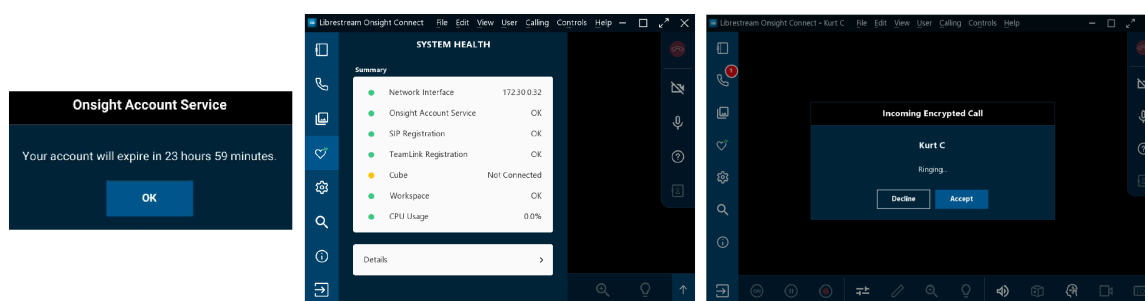 Onsight Account Service
Your account will expire in 23 hours 59 minutes.
OK
Librestream Onsight Connect File Edit View User Calling Controls Help
SYSTEM HEALTH
Summary
Network Interface 172.30.0.32
Onsight Account Service OK
SIP Registration OK
TeamLink Registration OK
Cube Not Connected
Workspace OK
CPU Usage 0.0%
Details
Librestream Onsight Connect - Kurt C File Edit View User Calling Controls Help
1
Incoming Encrypted Call
Kurt C
Ringing...
Decline Accept